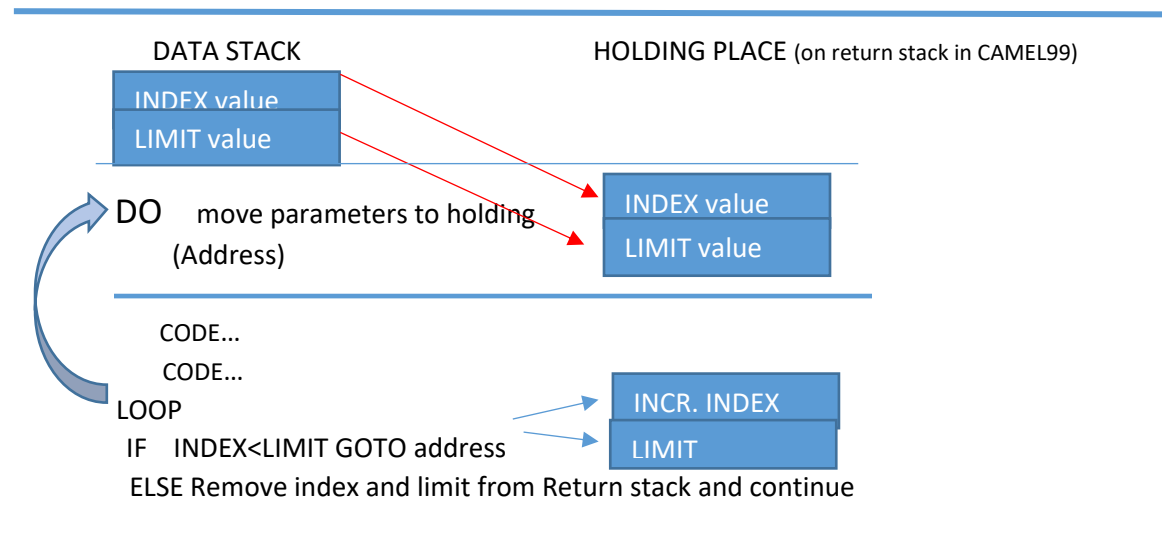 DATA STACK
HOLDING PLACE (on return stack in CAMEL99)
INDEX value
LIMIT value
DO move parameters to holding
(Address)
INDEX value
LIMIT value
CODE...
CODE...
LOOP
INCR. INDEX
IF INDEX<LIMIT GOTO address
LIMIT
ELSE Remove index and limit from Return stack and continue